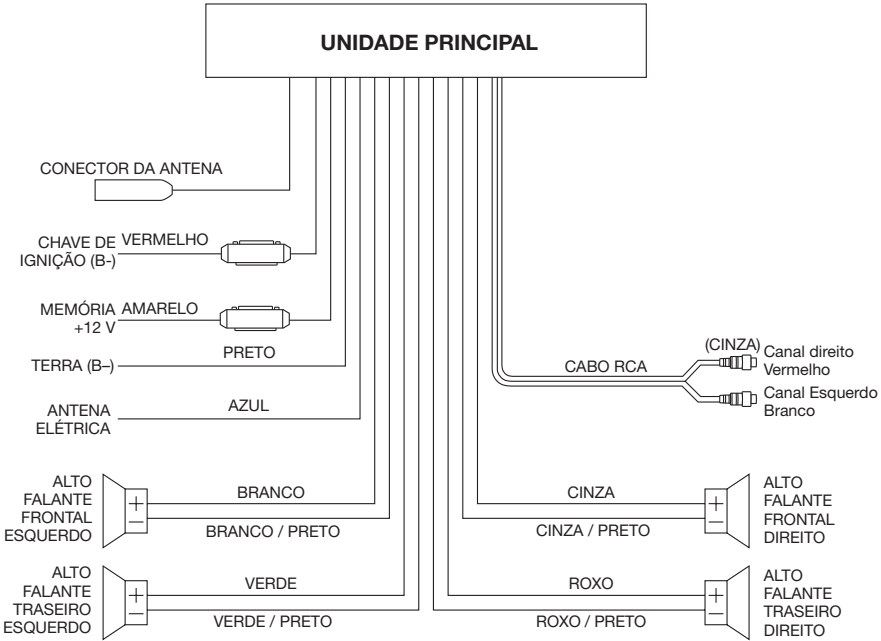 UNIDADE PRINCIPAL
CONECTOR DA ANTENA
CHAVE DE
IGNIÇÃO (B-)
VERMELHO
MEMÓRIA
+12 V
AMARELO
TERRA (B–)
PRETO
ANTENA
ELÉTRICA
AZUL
CABO RCA
(CINZA)
Canal direito
Vermelho
Canal Esquerdo
Branco
ALTO
FALANTE
FRONTAL
ESQUERDO
+
–
BRANCO
BRANCO / PRETO
CINZA
CINZA / PRETO
+
–
ALTO
FALANTE
FRONTAL
DIREITO
ALTO
FALANTE
TRASEIRO
ESQUERDO
+
–
VERDE
VERDE / PRETO
ROXO
ROXO / PRETO
+
–
ALTO
FALANTE
TRASEIRO
DIREITO